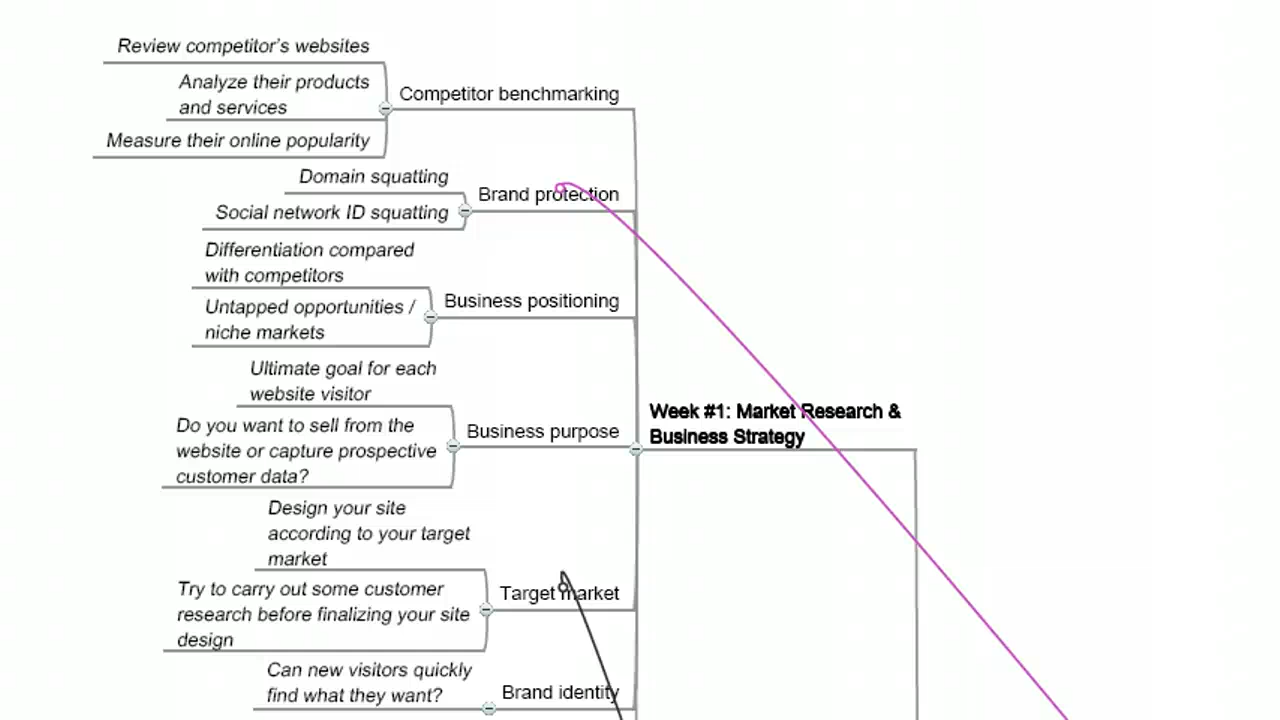 Review competitor's websites
Analyze their products
and services
Measure their online popularity
Competitor benchmarking
Domain squatting
Social network ID squatting
Brand protection
Differentiation compared
with competitors
Untapped opportunities /
niche markets
Business positioning
Ultimate goal for each
website visitor
Do you want to sell from the
website or capture prospective
customer data?
Business purpose
Week #1: Market Research &
Business Strategy
Design your site
according to your target
market
Try to carry out some customer
research before finalizing your site
design
Target market
Can new visitors quickly
find what they want?
Brand identity